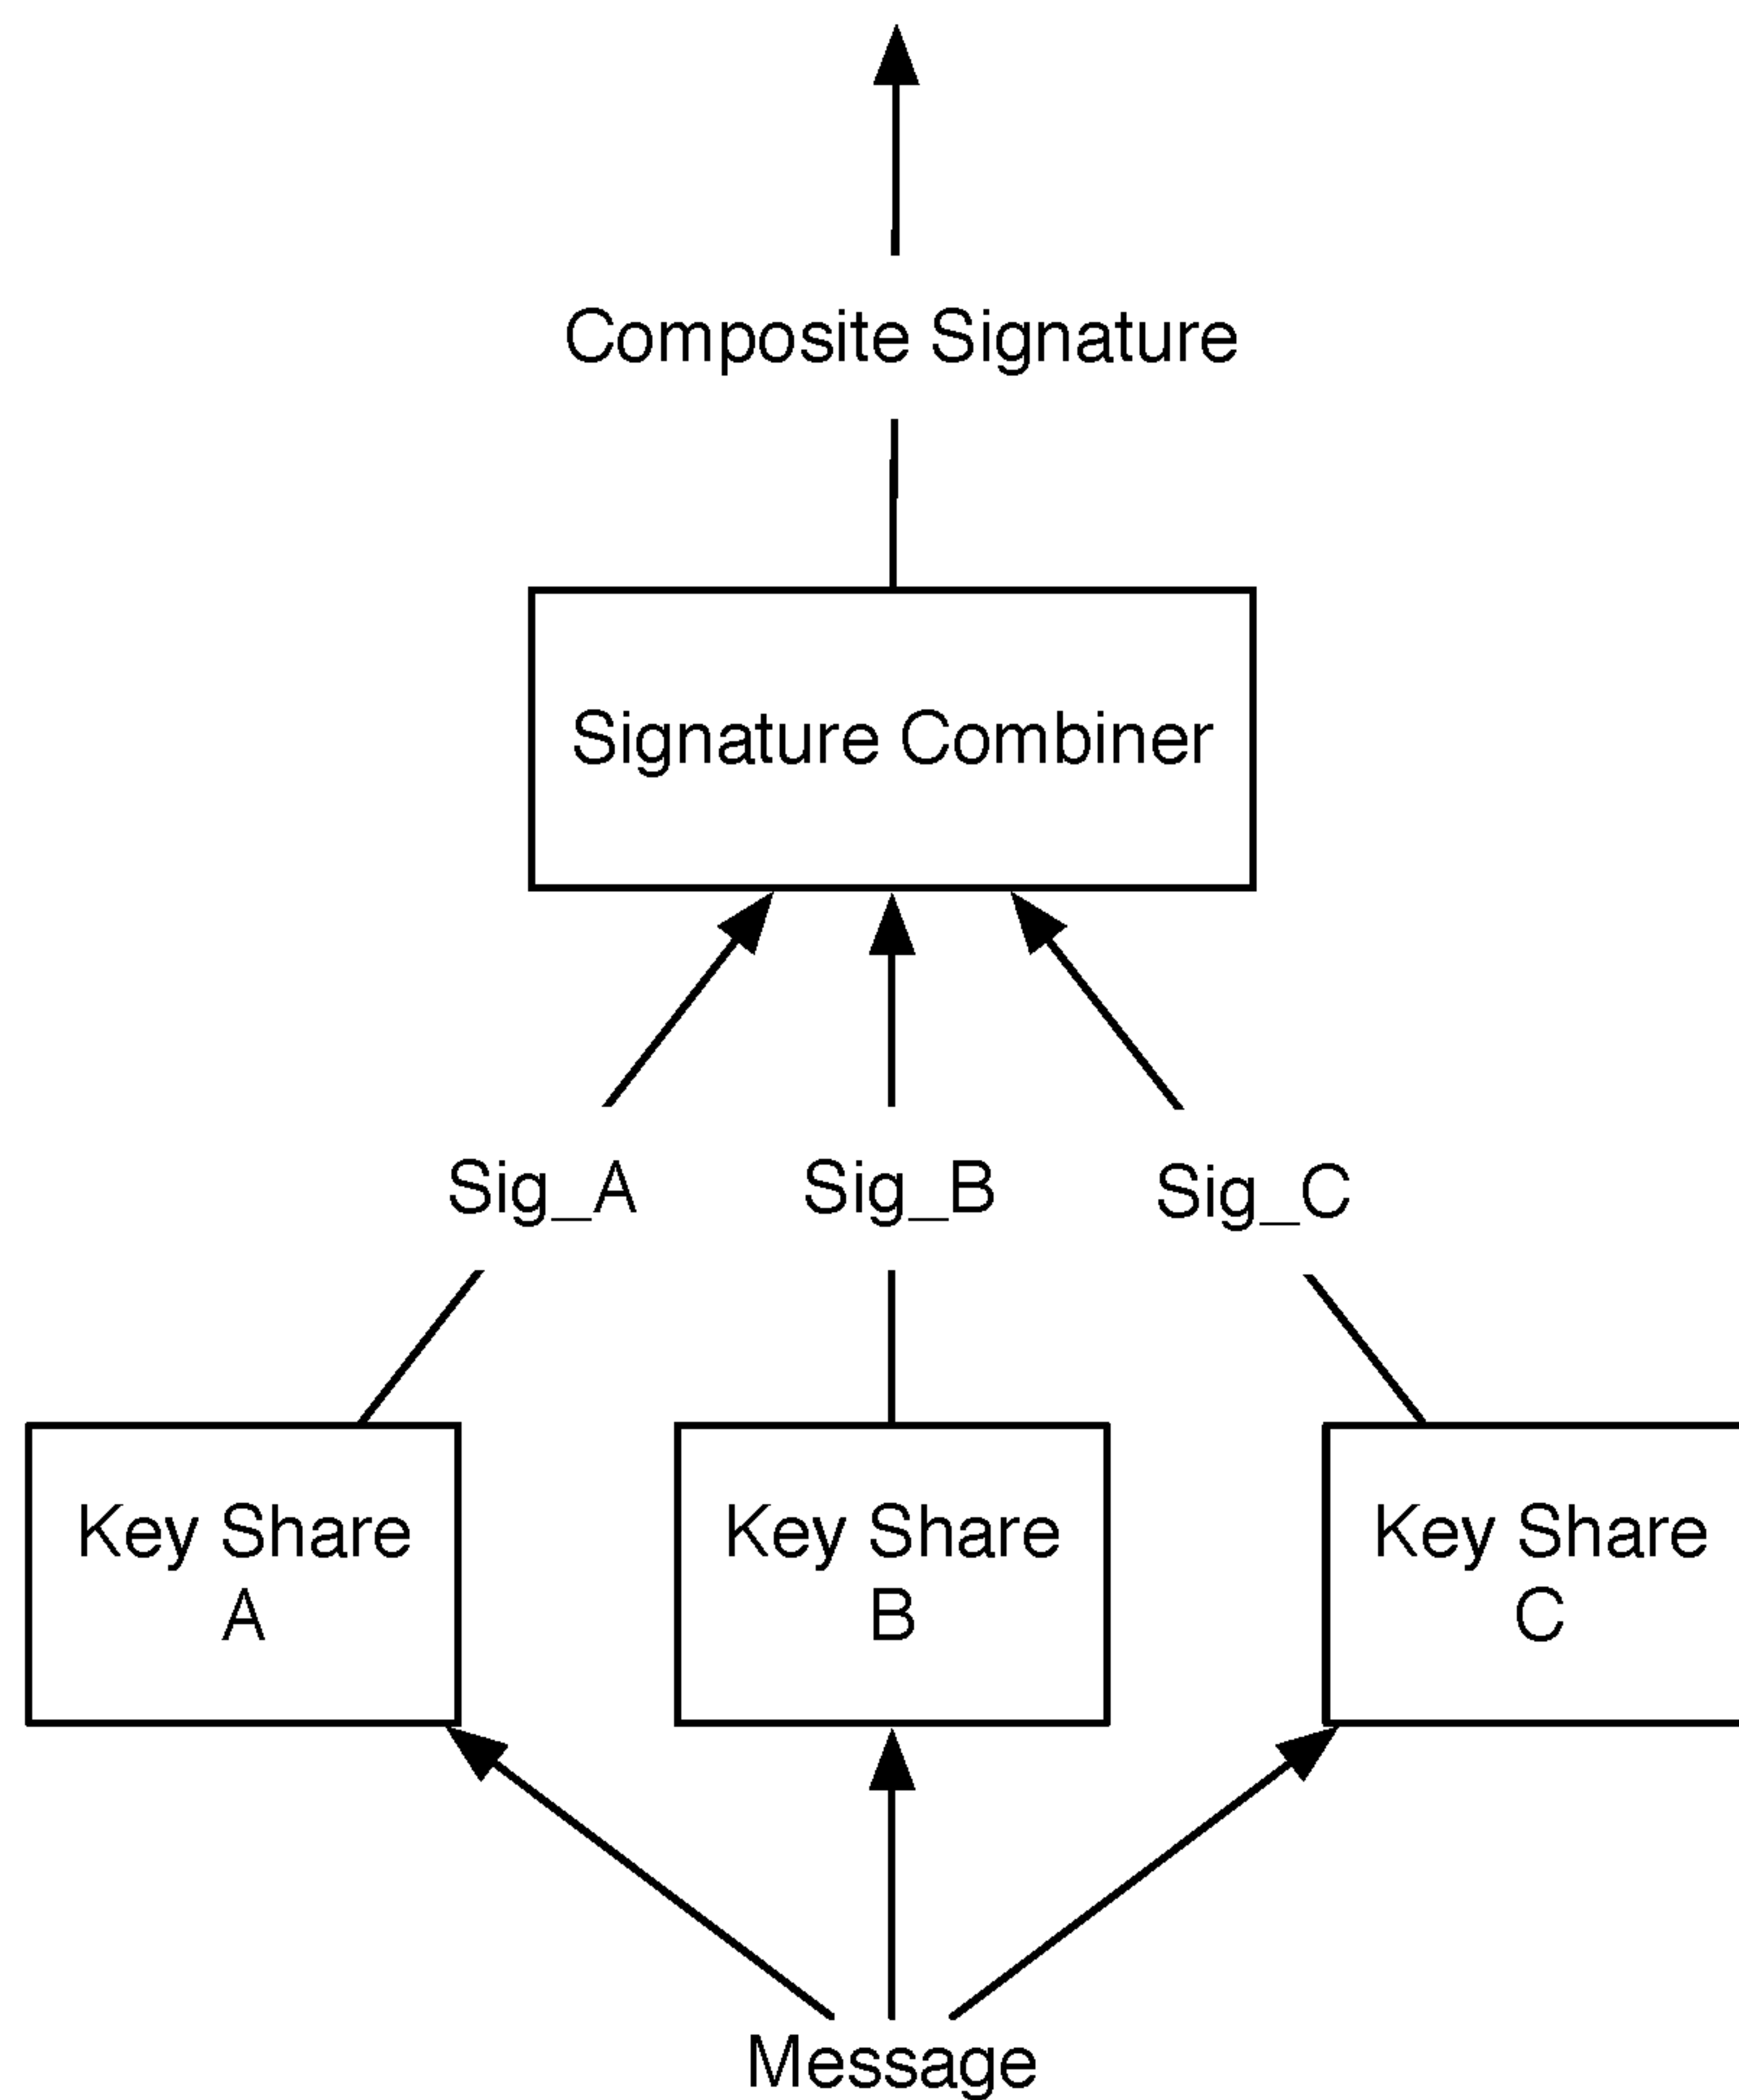 Composite Signature
Signature Combiner
Sig_A
Sig_B
Sig_C
Key Share
A
Key Share
B
Key Share
C
Message